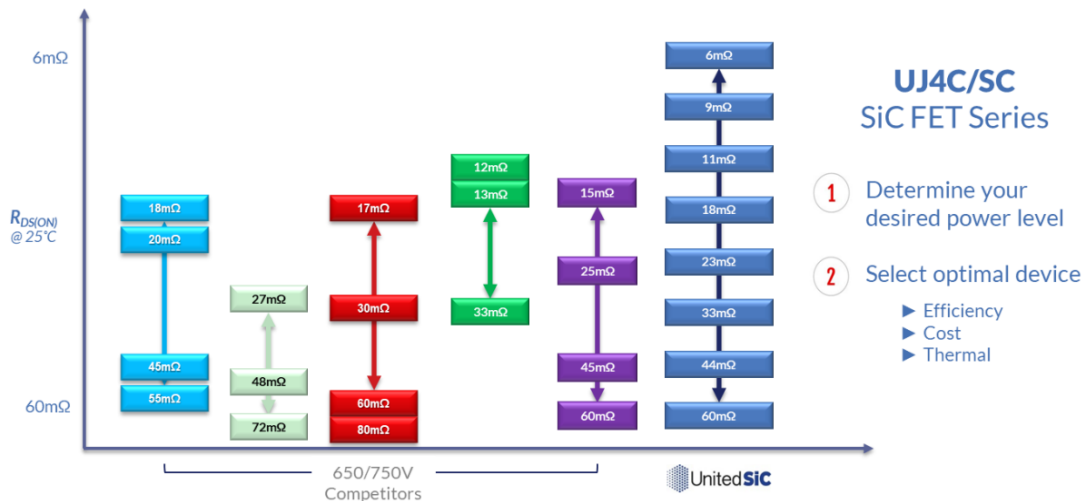 6mΩ
R_DS(ON)
@ 25°C
60mΩ
18mΩ
20mΩ
45mΩ
55mΩ
27mΩ
48mΩ
72mΩ
17mΩ
30mΩ
60mΩ
80mΩ
12mΩ
13mΩ
33mΩ
15mΩ
25mΩ
45mΩ
60mΩ
6mΩ
9mΩ
11mΩ
18mΩ
23mΩ
33mΩ
44mΩ
60mΩ
650/750V
Competitors
UnitedSiC
UJ4C/SC
SiC FET Series
1 Determine your
desired power level
2 Select optimal device
► Efficiency
► Cost
► Thermal